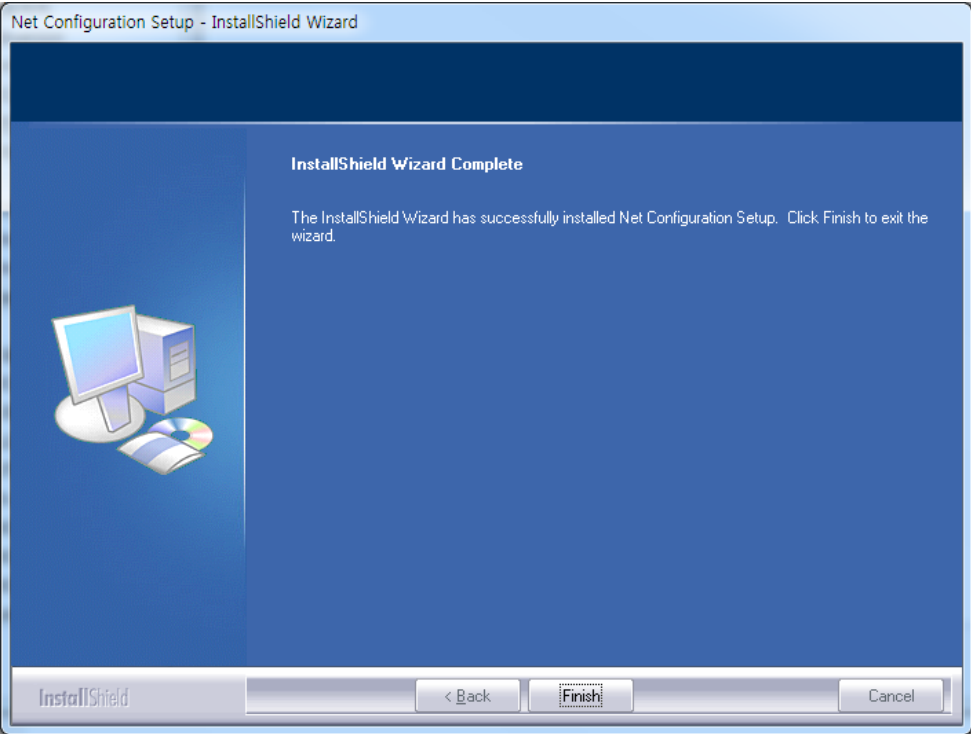 Net Configuration Setup - InstallShield Wizard
InstallShield Wizard Complete
The InstallShield Wizard has successfully installed Net Configuration Setup. Click Finish to exit the
wizard.
InstallShield
< Back
Finish
Cancel